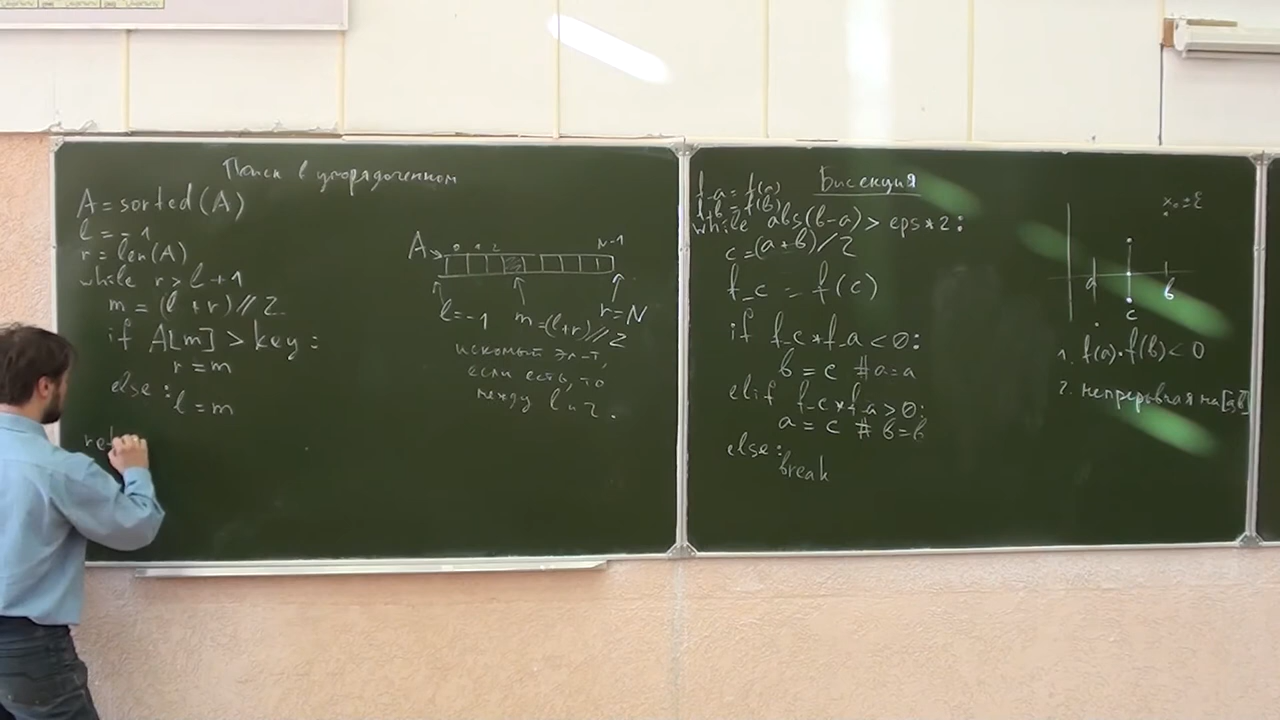 Поиск в упорядоченном
A = sorted(A)
l = -1
r = len(A)
while r > l + 1
m = (l + r) // 2
if A[m] > key:
r = m
else:
l = m
ret
A
0 1 2 N-1
l = -1 m = (l+r) // 2 r = N
искомый эл-т,
если есть, то
между l и r.
Бисекция
f_a = f(a)
f_b = f(b)
while abs(b-a) > eps*2:
c = (a+b)/2
f_c = f(c)
if f_c*f_a < 0:
b = c #a=a
elif f_c*f_a > 0:
a = c # b=b
else:
break
x₀ ± ε
a b
c
1. f(a)·f(b) < 0
2. непрерывная на [a,b]